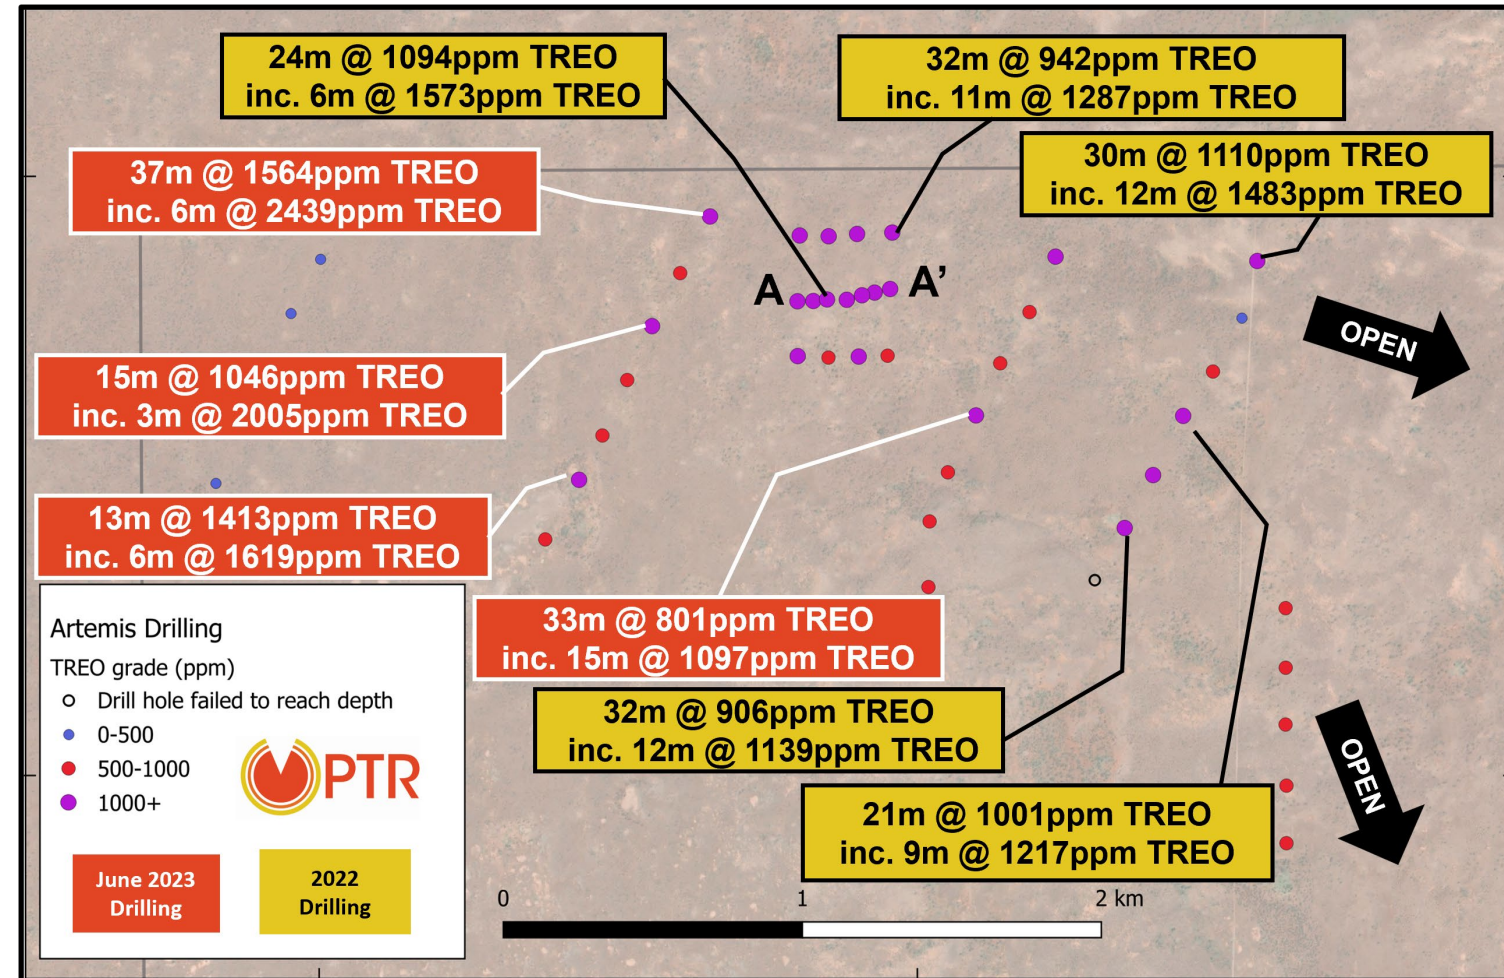 24m @ 1094ppm TREO
inc. 6m @ 1573ppm TREO
32m @ 942ppm TREO
inc. 11m @ 1287ppm TREO
30m @ 1110ppm TREO
inc. 12m @ 1483ppm TREO
37m @ 1564ppm TREO
inc. 6m @ 2439ppm TREO
A
A’
OPEN
15m @ 1046ppm TREO
inc. 3m @ 2005ppm TREO
13m @ 1413ppm TREO
inc. 6m @ 1619ppm TREO
33m @ 801ppm TREO
inc. 15m @ 1097ppm TREO
32m @ 906ppm TREO
inc. 12m @ 1139ppm TREO
21m @ 1001ppm TREO
inc. 9m @ 1217ppm TREO
OPEN
Artemis Drilling
TREO grade (ppm)
Drill hole failed to reach depth
0-500
500-1000
1000+
PTR
June 2023
Drilling
2022
Drilling
0
1
2 km